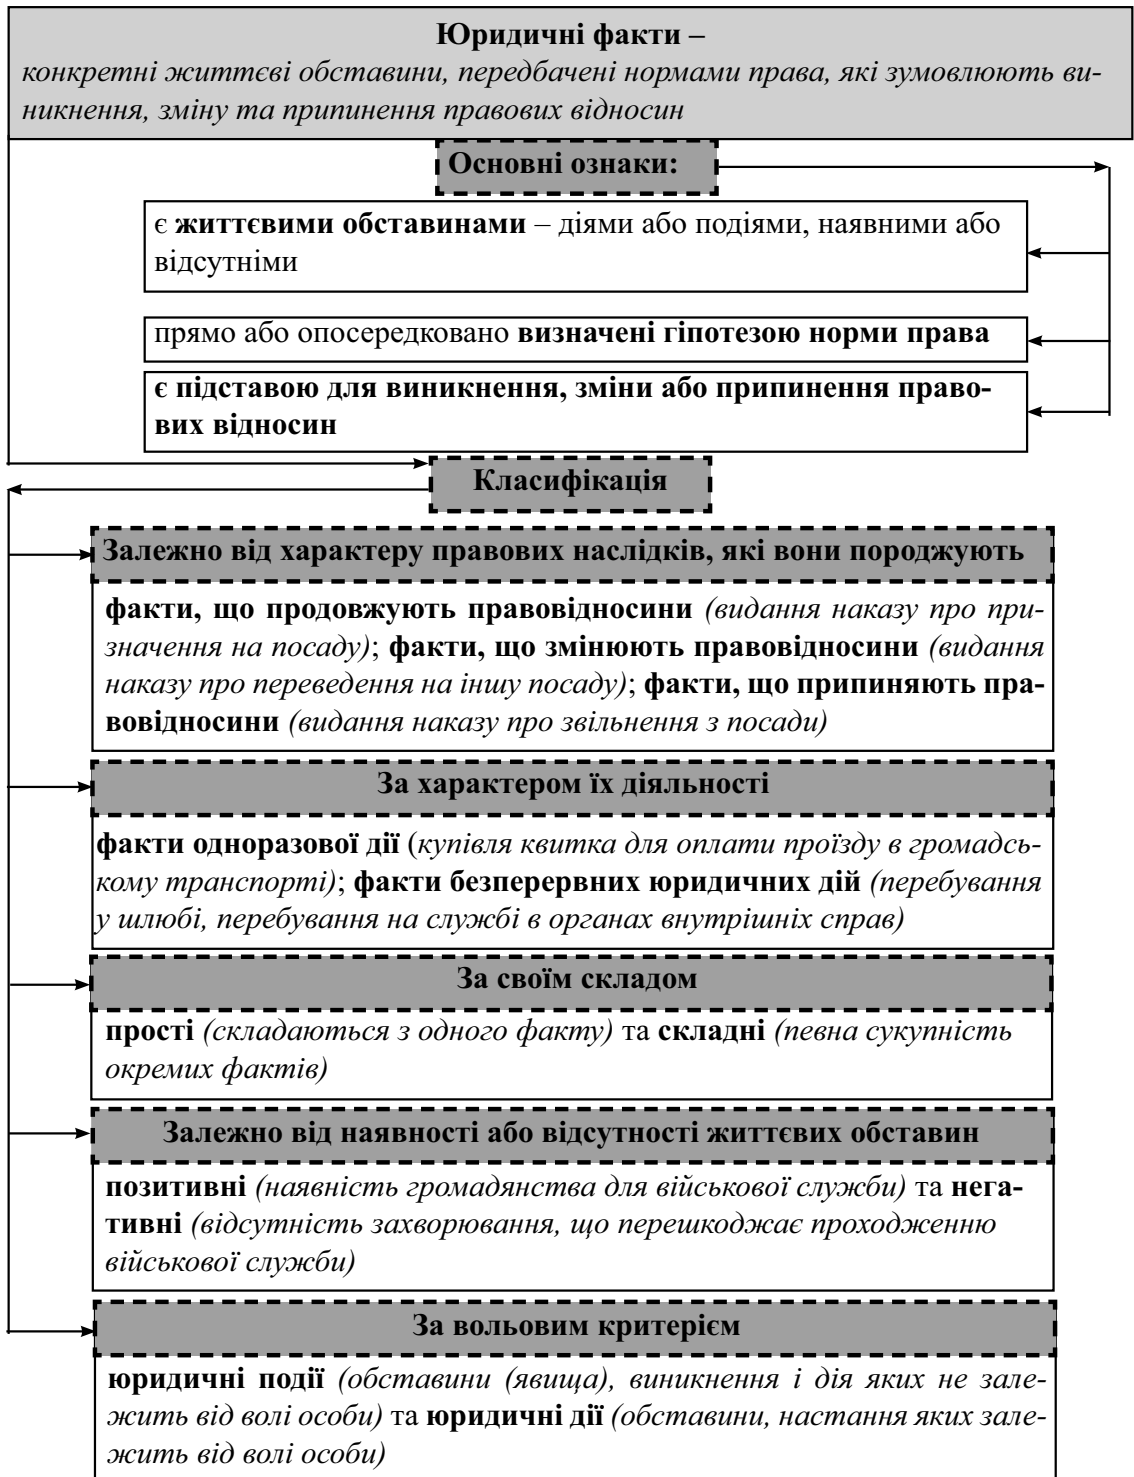 Юридичні факти –
конкретні життєві обставини, передбачені нормами права, які зумовлюють ви-
никнення, зміну та припинення правових відносин
Основні ознаки:
є життєвими обставинами – діями або подіями, наявними або
відсутніми
прямо або опосередковано визначені гіпотезою норми права
є підставою для виникнення, зміни або припинення право-
вих відносин
Класифікація
Залежно від характеру правових наслідків, які вони породжують
факти, що продовжують правовідносини (видання наказу про при-
значення на посаду); факти, що змінюють правовідносини (видання
наказу про переведення на іншу посаду); факти, що припиняють пра-
вовідносини (видання наказу про звільнення з посади)
За характером їх діяльності
факти одноразової дії (купівля квитка для оплати проїзду в громадсь-
кому транспорті); факти безперервних юридичних дій (перебування
у шлюбі, перебування на службі в органах внутрішніх справ)
За своїм складом
прості (складаються з одного факту) та складні (певна сукупність
окремих фактів)
Залежно від наявності або відсутності життєвих обставин
позитивні (наявність громадянства для військової служби) та нега-
тивні (відсутність захворювання, що перешкоджає проходженню
військової служби)
За вольовим критерієм
юридичні події (обставини (явища), виникнення і дія яких не зале-
жить від волі особи) та юридичні дії (обставини, настання яких зале-
жить від волі особи)